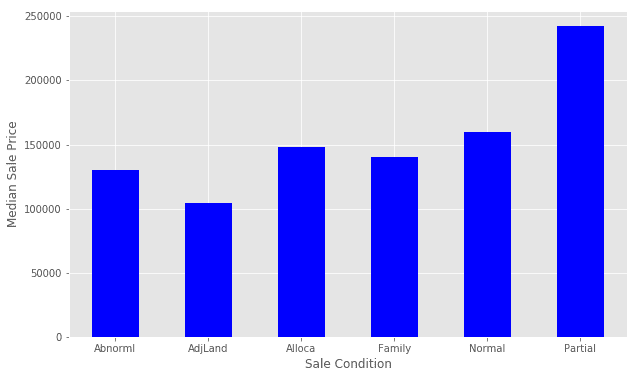 250000
200000
150000
100000
50000
0
Median Sale Price
Abnorml AdjLand Alloca Family Normal Partial
Sale Condition